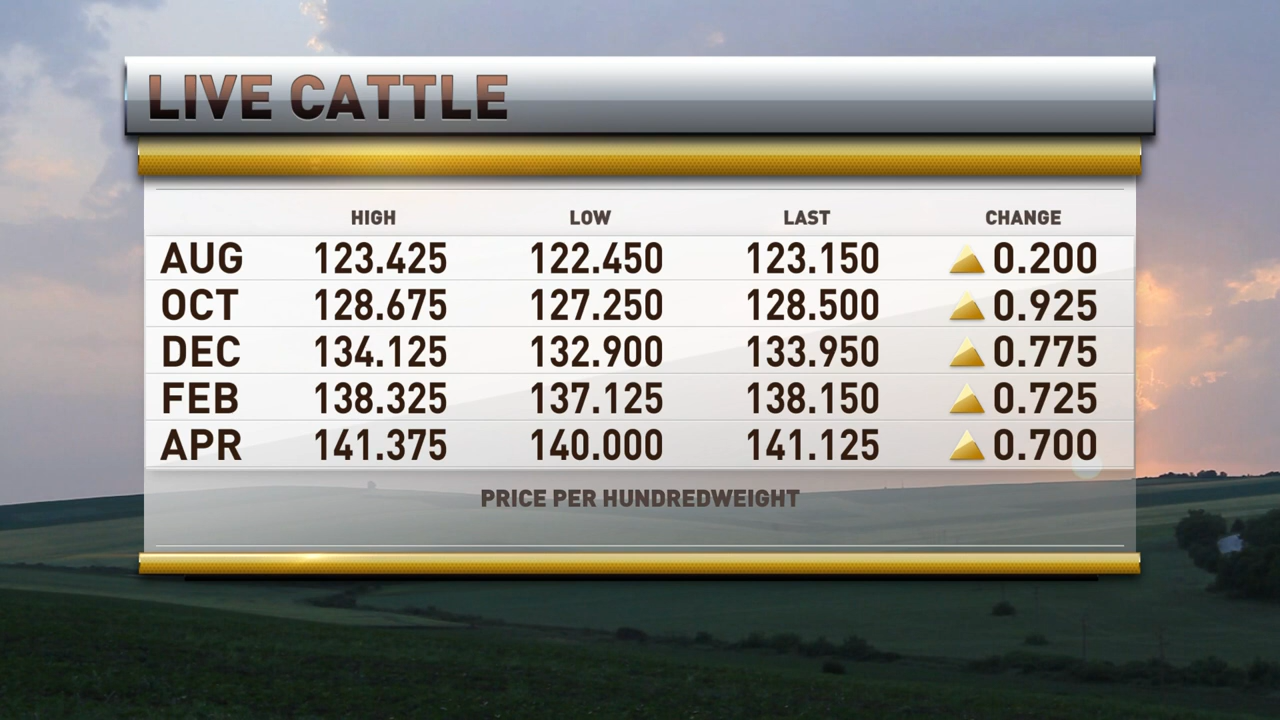 LIVE CATTLE
HIGH LOW LAST CHANGE
AUG 123.425 122.450 123.150 0.200
OCT 128.675 127.250 128.500 0.925
DEC 134.125 132.900 133.950 0.775
FEB 138.325 137.125 138.150 0.725
APR 141.375 140.000 141.125 0.700
PRICE PER HUNDREDWEIGHT